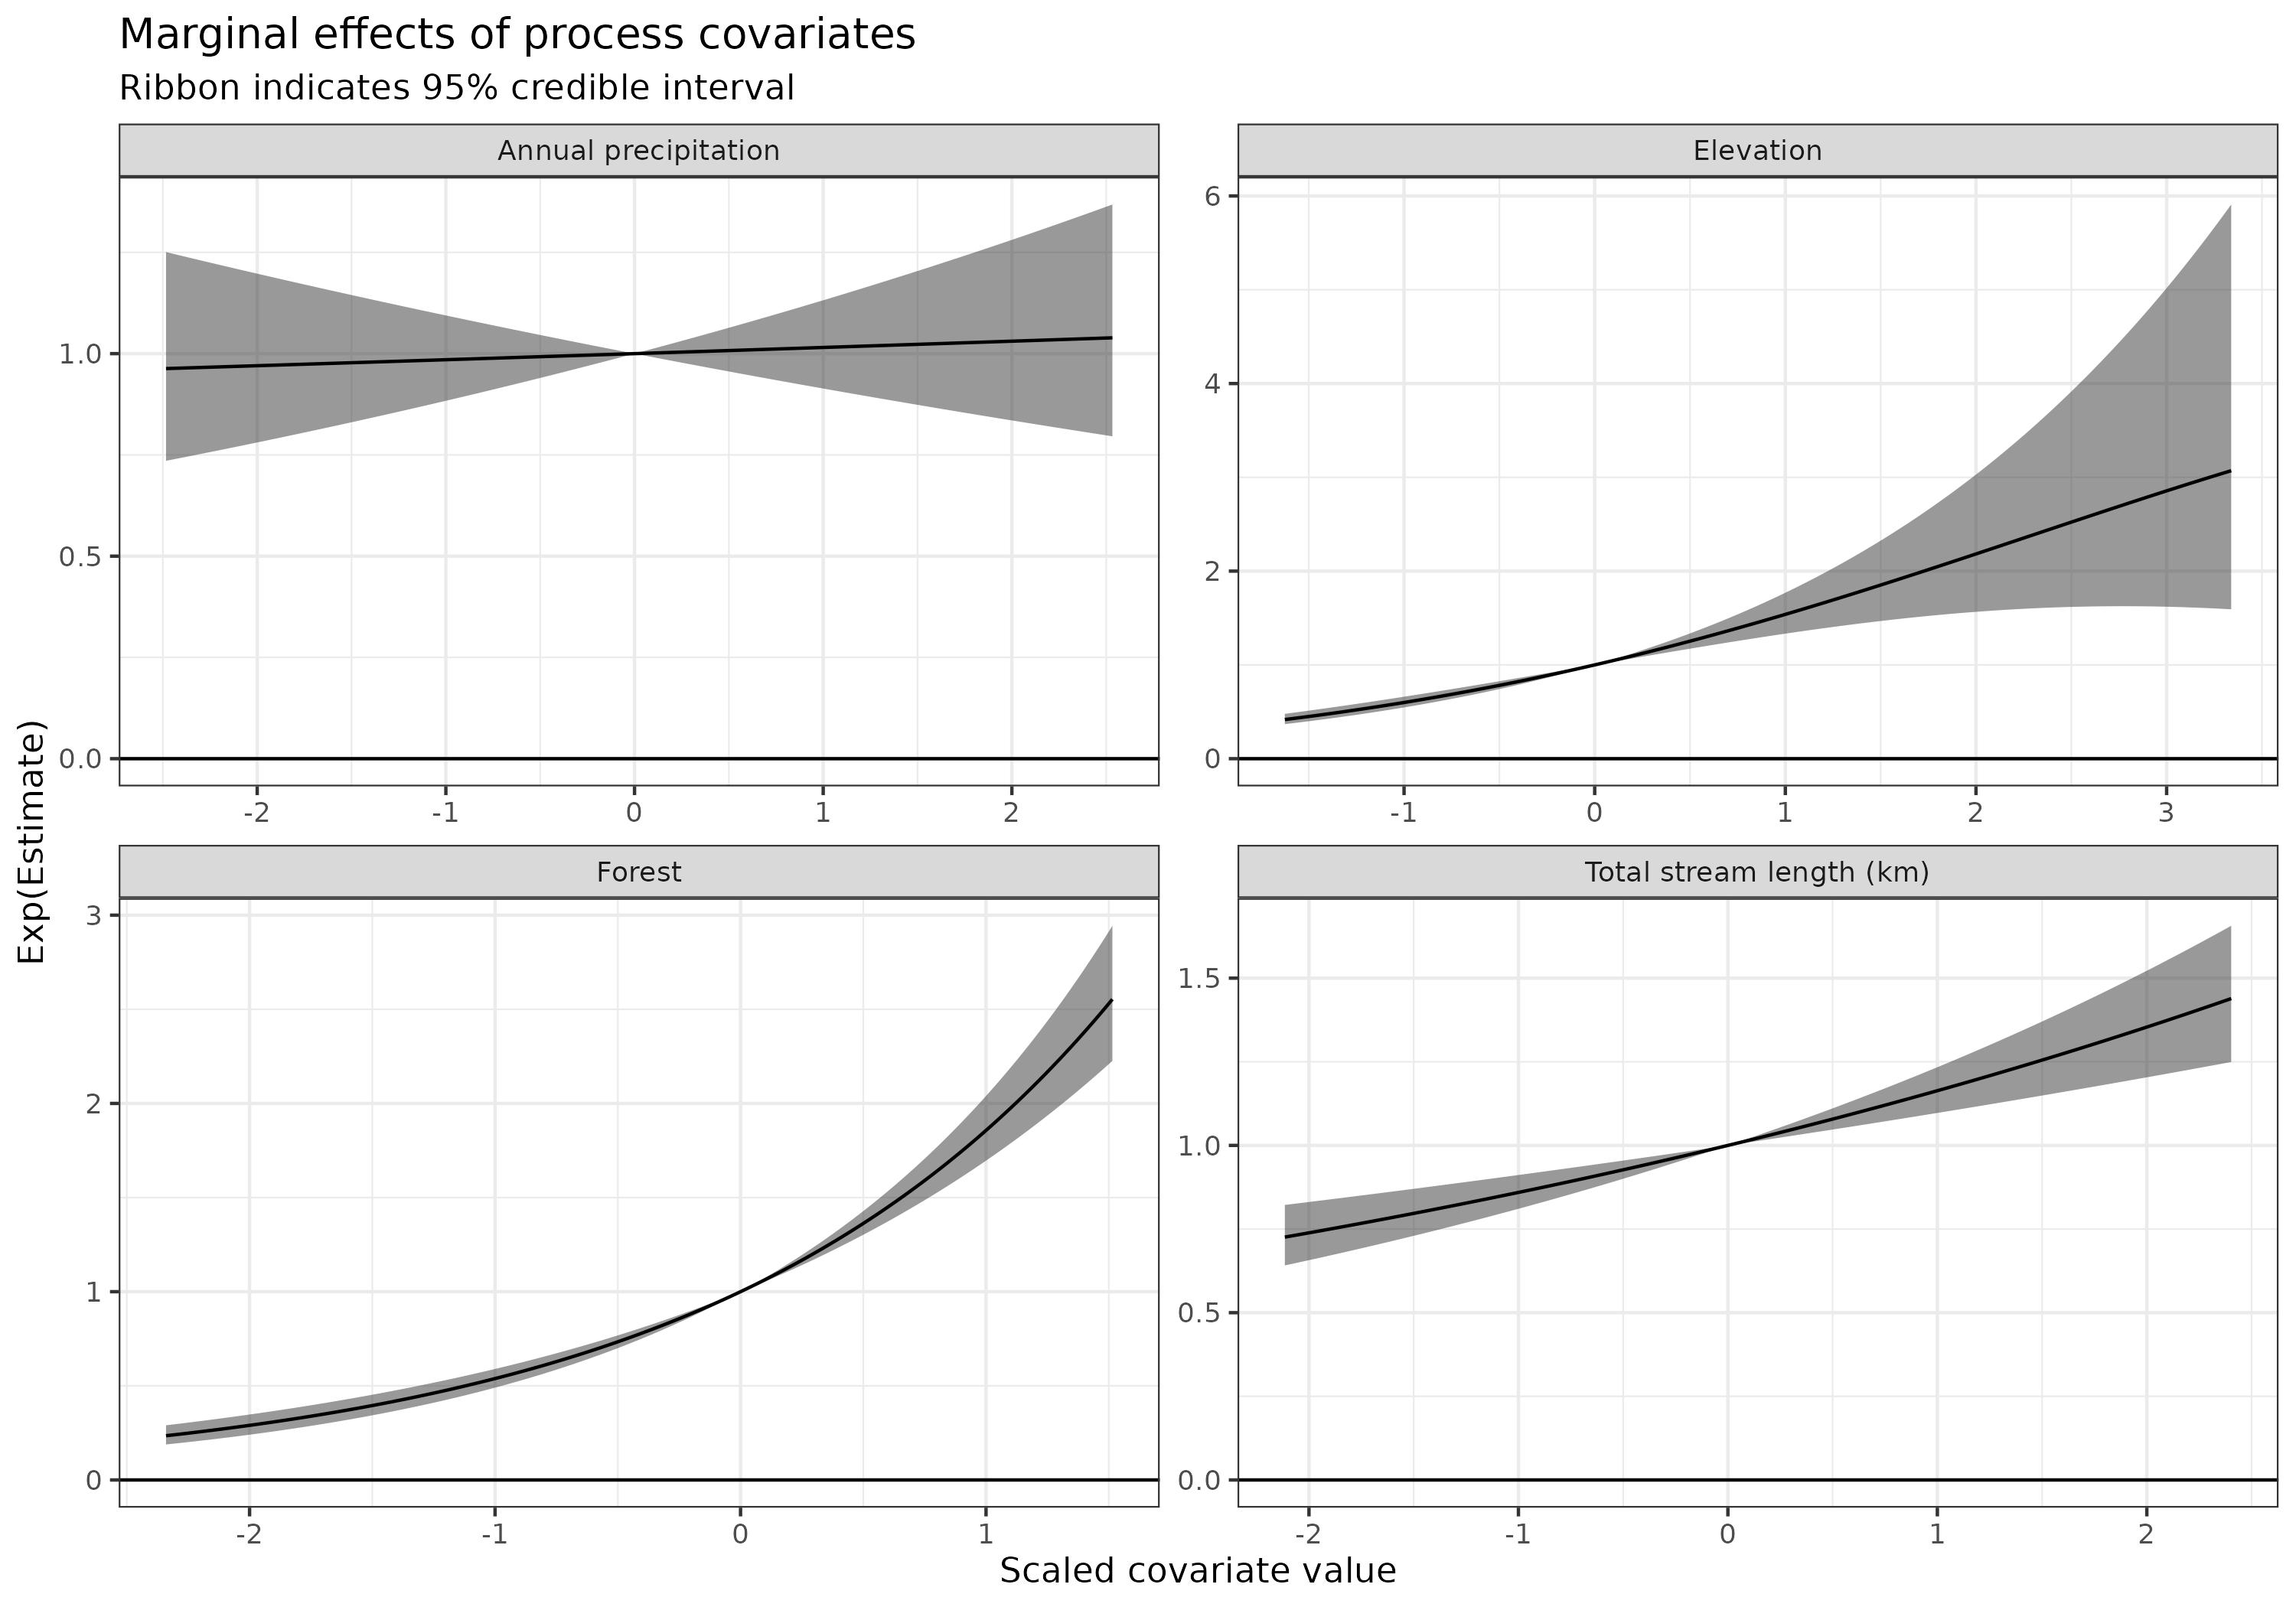 Marginal effects of process covariates
Ribbon indicates 95% credible interval
Annual precipitation
Elevation
1.0
0.5
0.0
-2 -1 0 1 2
6
4
2
0
-1 0 1 2 3
Forest
Total stream length (km)
3
2
1
0
-2 -1 0 1
1.5
1.0
0.5
0.0
-2 -1 0 1 2
Exp(Estimate)
Scaled covariate value